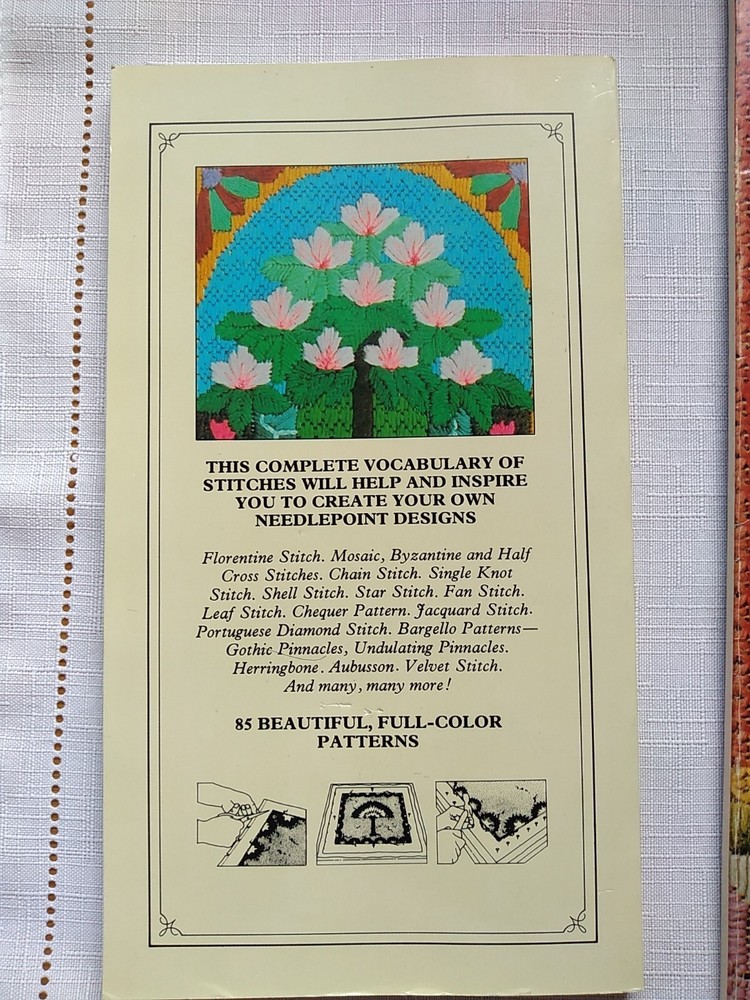 THIS COMPLETE VOCABULARY OF
STITCHES WILL HELP AND INSPIRE
YOU TO CREATE YOUR OWN
NEEDLEPOINT DESIGNS
Florentine Stitch. Mosaic, Byzantine and Half
Cross Stitches. Chain Stitch. Single Knot
Stitch. Shell Stitch. Star Stitch. Fan Stitch.
Leaf Stitch. Chequer Pattern. Jacquard Stitch.
Portuguese Diamond Stitch. Bargello Patterns—
Gothic Pinnacles, Undulating Pinnacles.
Herringbone. Aubusson. Velvet Stitch.
And many, many more!
85 BEAUTIFUL, FULL-COLOR
PATTERNS